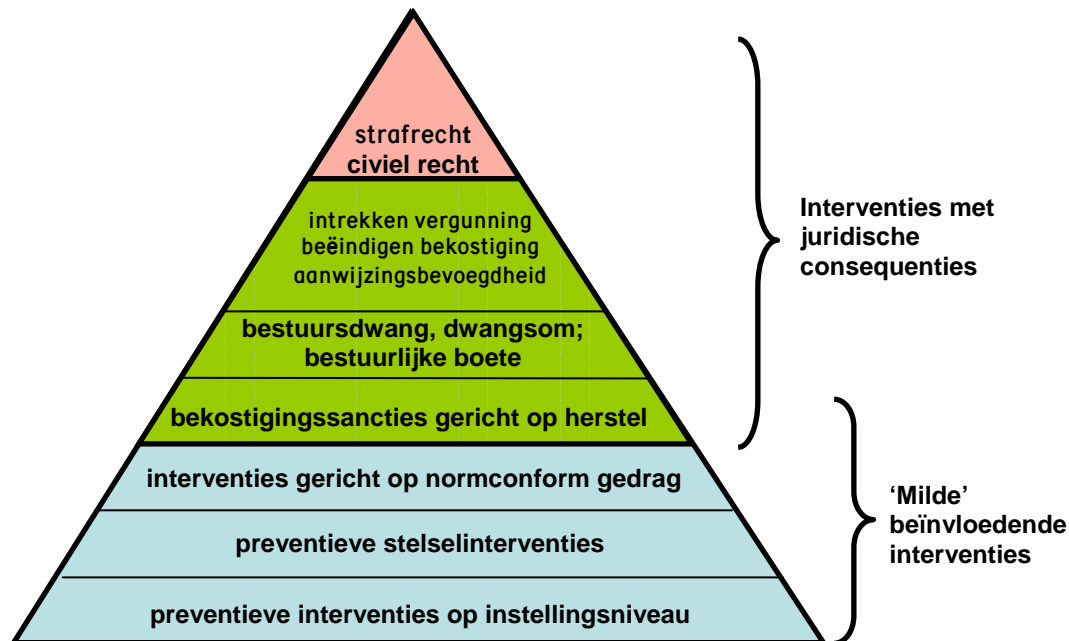 strafrecht
civiel recht
intrekken vergunning
beëindigen bekostiging
aanwijzingsbevoegdheid
bestuursdwang, dwangsom;
bestuurlijke boete
bekostigingssancties gericht op herstel
interventies gericht op normconform gedrag
preventieve stelselinterventies
preventieve interventies op instellingsniveau
Interventies met
juridische
consequenties
‘Milde’
beïnvloedende
interventies